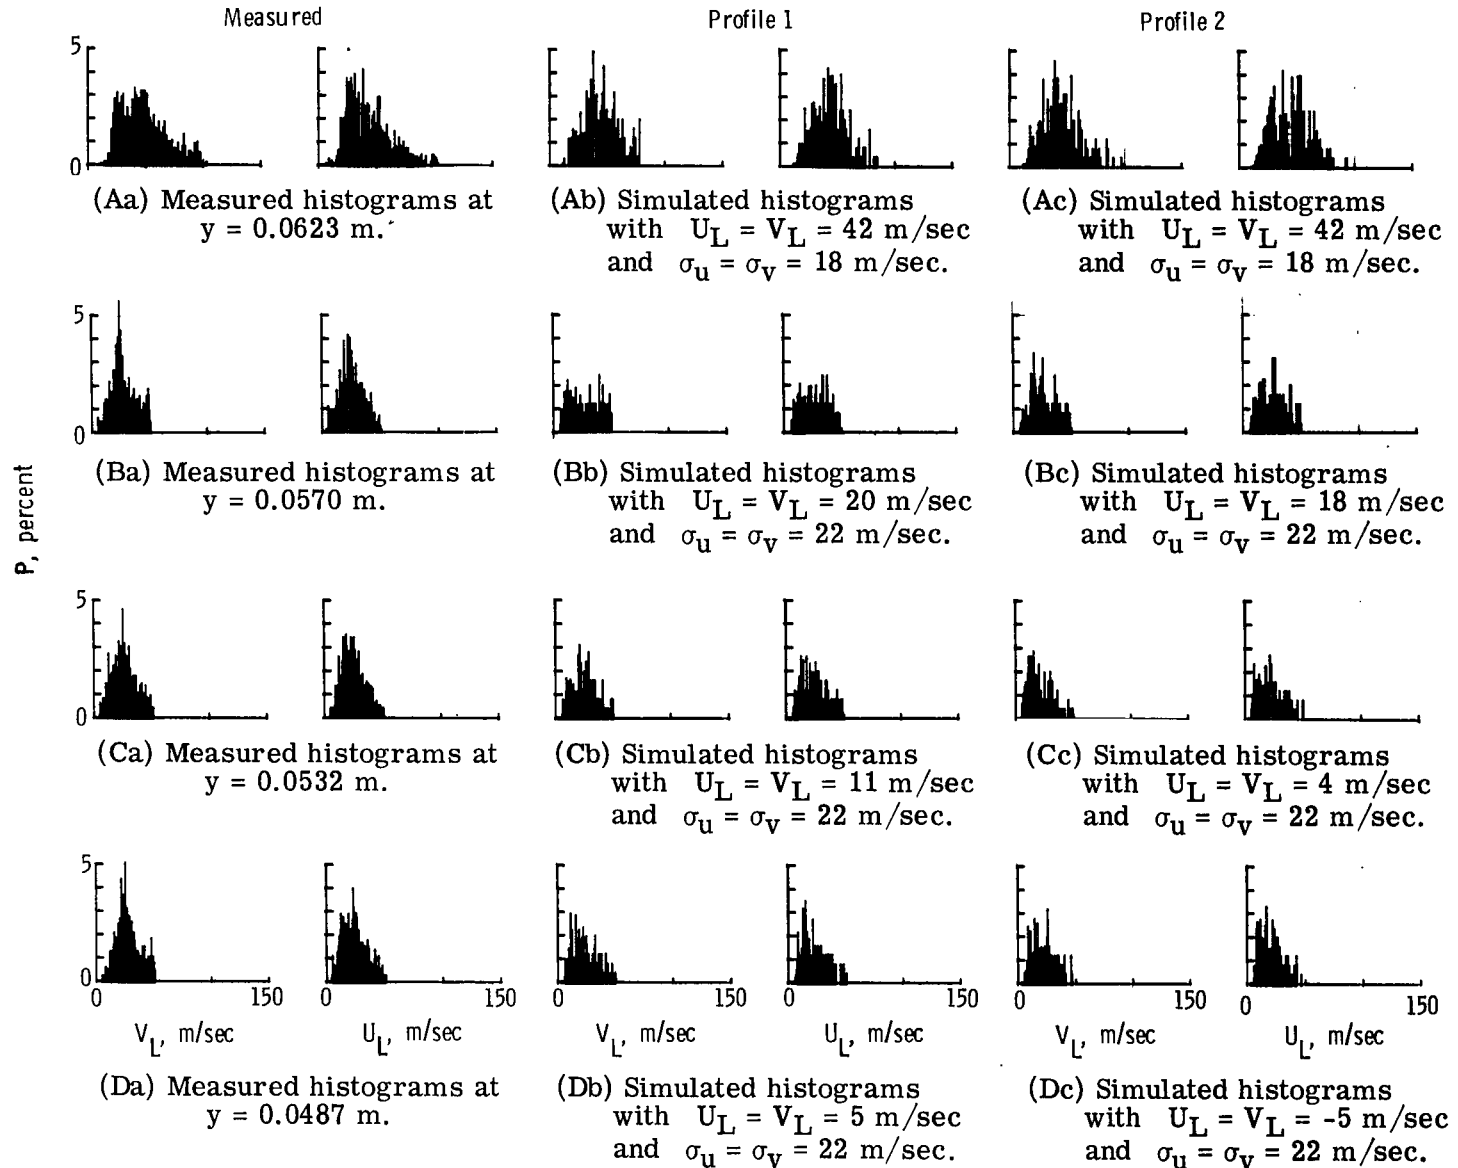 Measured
Profile 1
Profile 2
P, percent
5
0
(Aa) Measured histograms at
y = 0.0623 m.
(Ab) Simulated histograms
with U_L = V_L = 42 m/sec
and σ_u = σ_v = 18 m/sec.
(Ac) Simulated histograms
with U_L = V_L = 42 m/sec
and σ_u = σ_v = 18 m/sec.
5
0
(Ba) Measured histograms at
y = 0.0570 m.
(Bb) Simulated histograms
with U_L = V_L = 20 m/sec
and σ_u = σ_v = 22 m/sec.
(Bc) Simulated histograms
with U_L = V_L = 18 m/sec
and σ_u = σ_v = 22 m/sec.
5
0
(Ca) Measured histograms at
y = 0.0532 m.
(Cb) Simulated histograms
with U_L = V_L = 11 m/sec
and σ_u = σ_v = 22 m/sec.
(Cc) Simulated histograms
with U_L = V_L = 4 m/sec
and σ_u = σ_v = 22 m/sec.
5
0
0 150
V_L, m/sec
0 150
U_L, m/sec
0 150
V_L, m/sec
0 150
U_L, m/sec
0 150
V_L, m/sec
0 150
U_L, m/sec
(Da) Measured histograms at
y = 0.0487 m.
(Db) Simulated histograms
with U_L = V_L = 5 m/sec
and σ_u = σ_v = 22 m/sec.
(Dc) Simulated histograms
with U_L = V_L = -5 m/sec
and σ_u = σ_v = 22 m/sec.